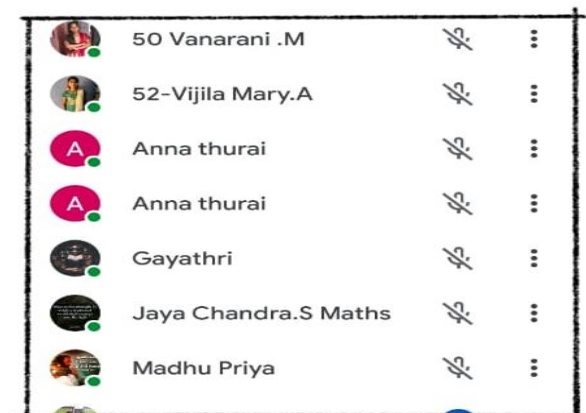 50 Vanarani .M
52-Vijila Mary.A
A Anna thurai
A Anna thurai
Gayathri
Jaya Chandra.S Maths
Madhu Priya